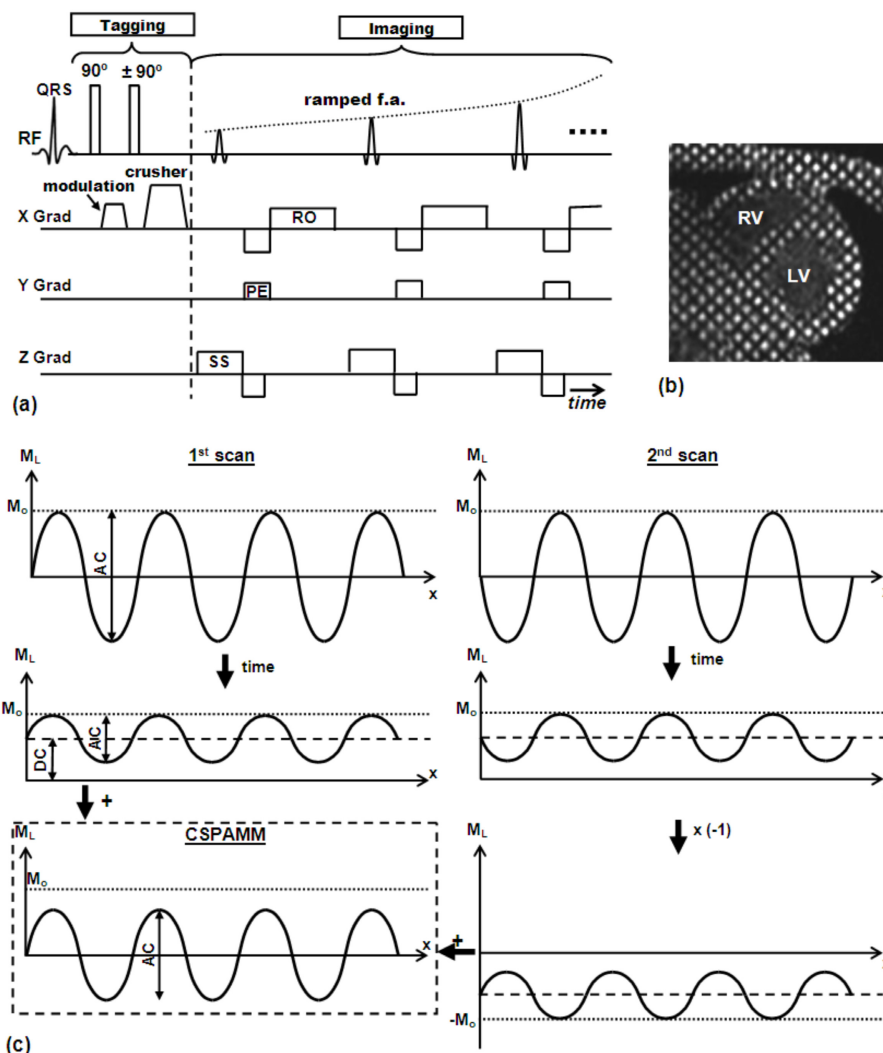 Tagging
Imaging
90º ± 90º
QRS
ramped f.a.
RF
crusher
modulation
X Grad
RO
Y Grad
PE
Z Grad
SS
(a)
time
RV
LV
(b)
1st scan
2nd scan
ML
ML
Mo
Mo
AC
x
time
time
ML
ML
Mo
Mo
AC
DC
x
+
x (-1)
CSPAMM
ML
ML
Mo
AC
x
+
-Mo
(c)